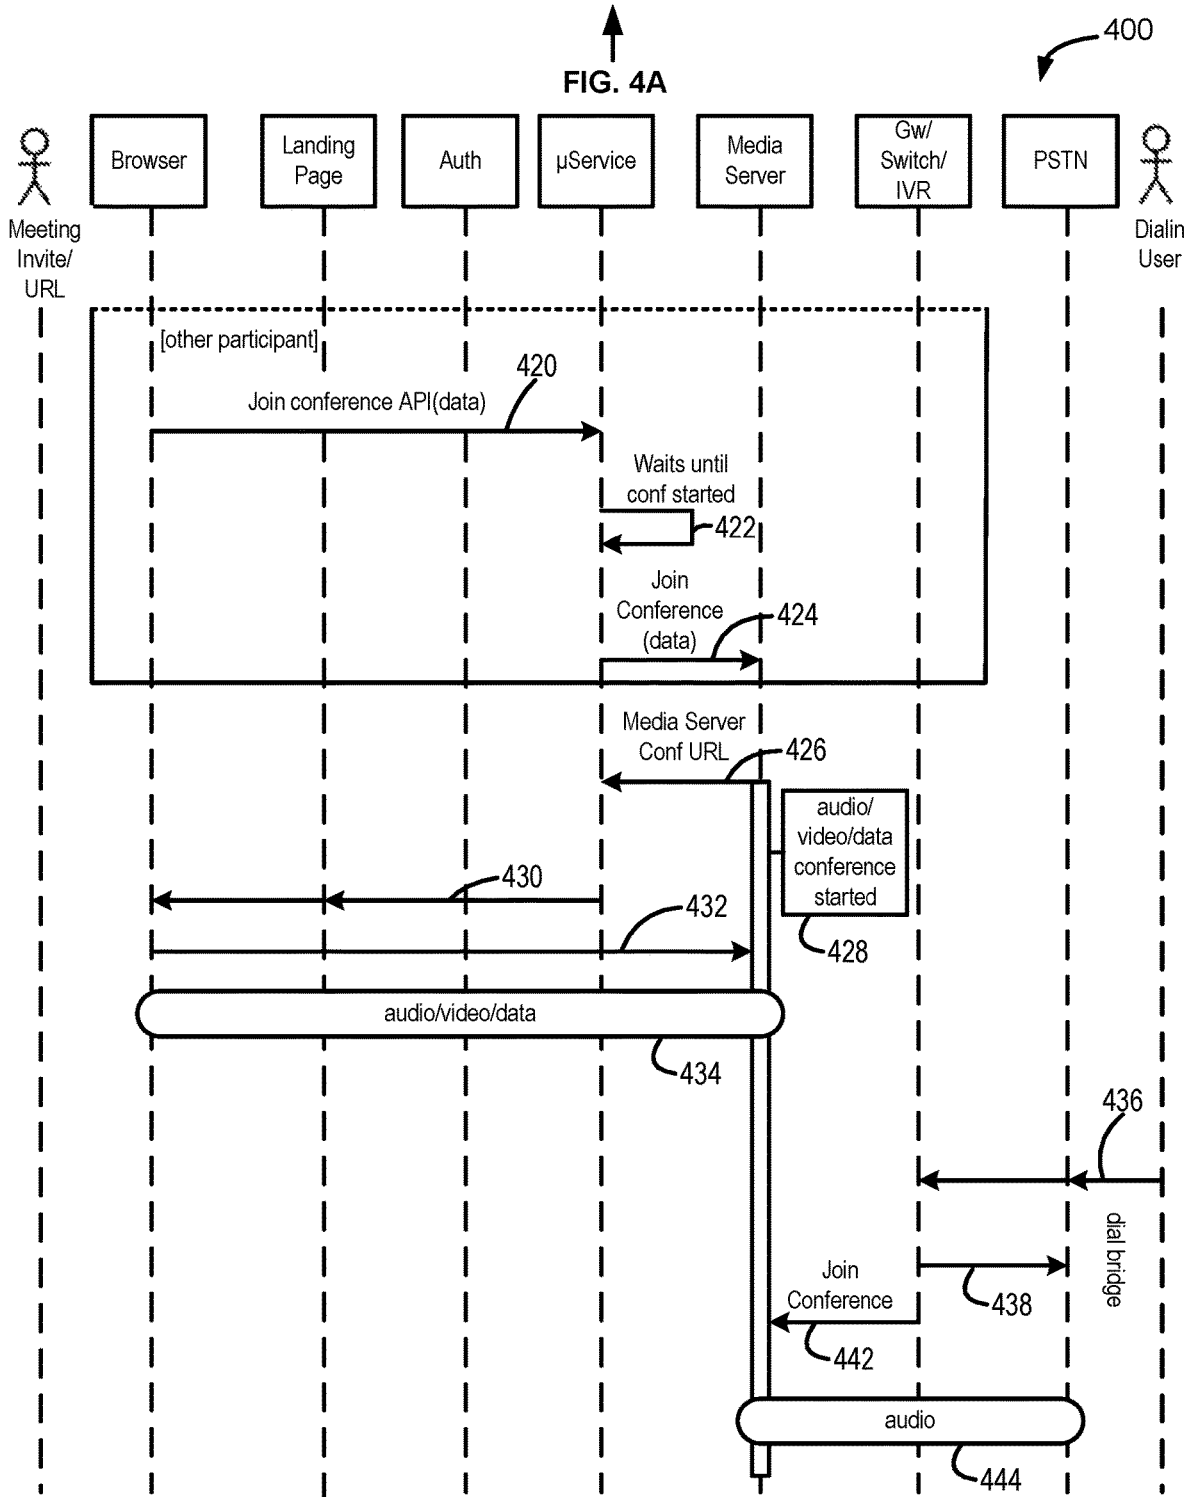 400
FIG. 4A
Browser
Landing
Page
Auth
µService
Media
Server
Gw/
Switch/
IVR
PSTN
Meeting
Invite/
URL
Dialin
User
[other participant]
420
Join conference API(data)
Waits until
conf started
422
Join
Conference
(data)
424
Media Server
Conf URL
426
audio/
video/data
conference
started
428
430
432
audio/video/data
434
436
dial bridge
438
Join
Conference
442
audio
444